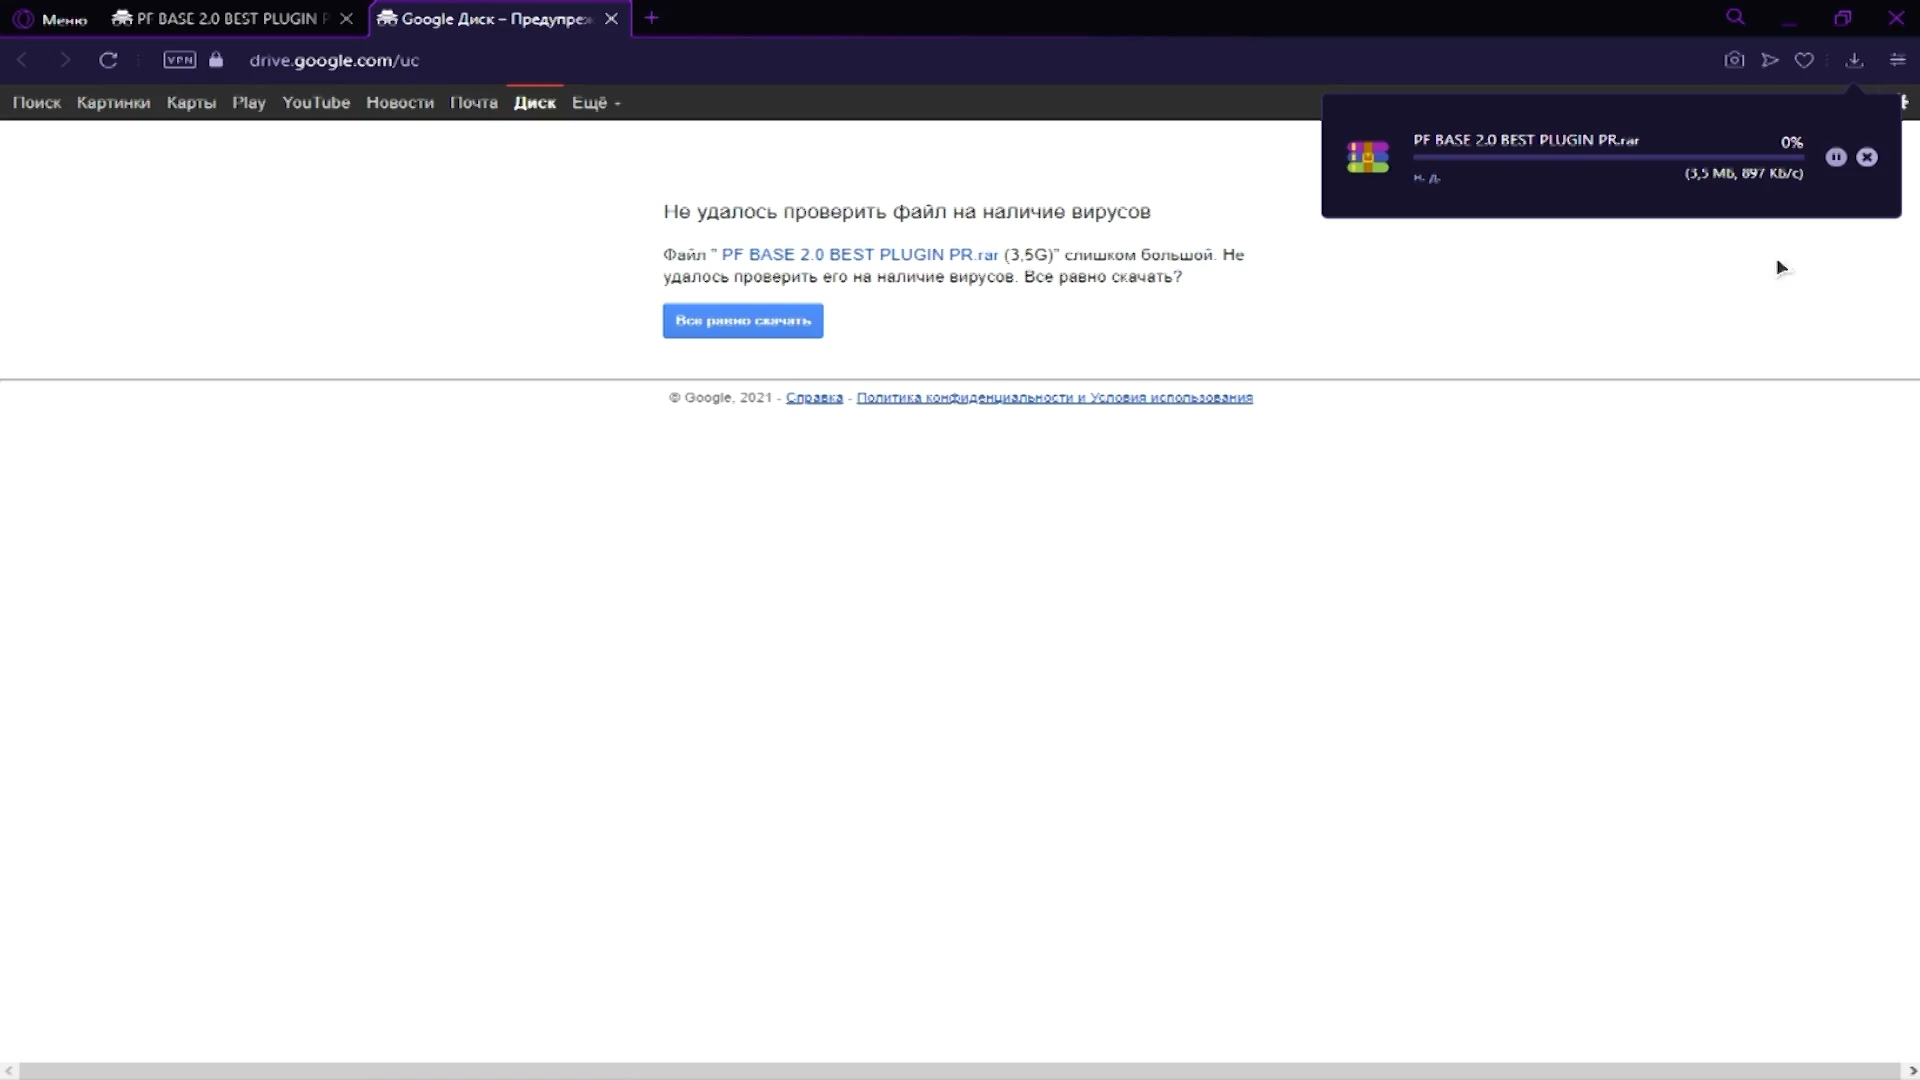 Меню
PF BASE 2.0 BEST PLUGIN P
Google Диск – Предупреж
VPN
drive.google.com/uc
Поиск Картинки Карты Play YouTube Новости Почта Диск Ещё
PF BASE 2.0 BEST PLUGIN PR.rar
0%
н. д.
(3,5 МБ, 897 КБ/с)
Не удалось проверить файл на наличие вирусов
Файл " PF BASE 2.0 BEST PLUGIN PR.rar (3,5G)" слишком большой. Не
удалось проверить его на наличие вирусов. Все равно скачать?
Все равно скачать
© Google, 2021 - Справка - Политика конфиденциальности и Условия использования